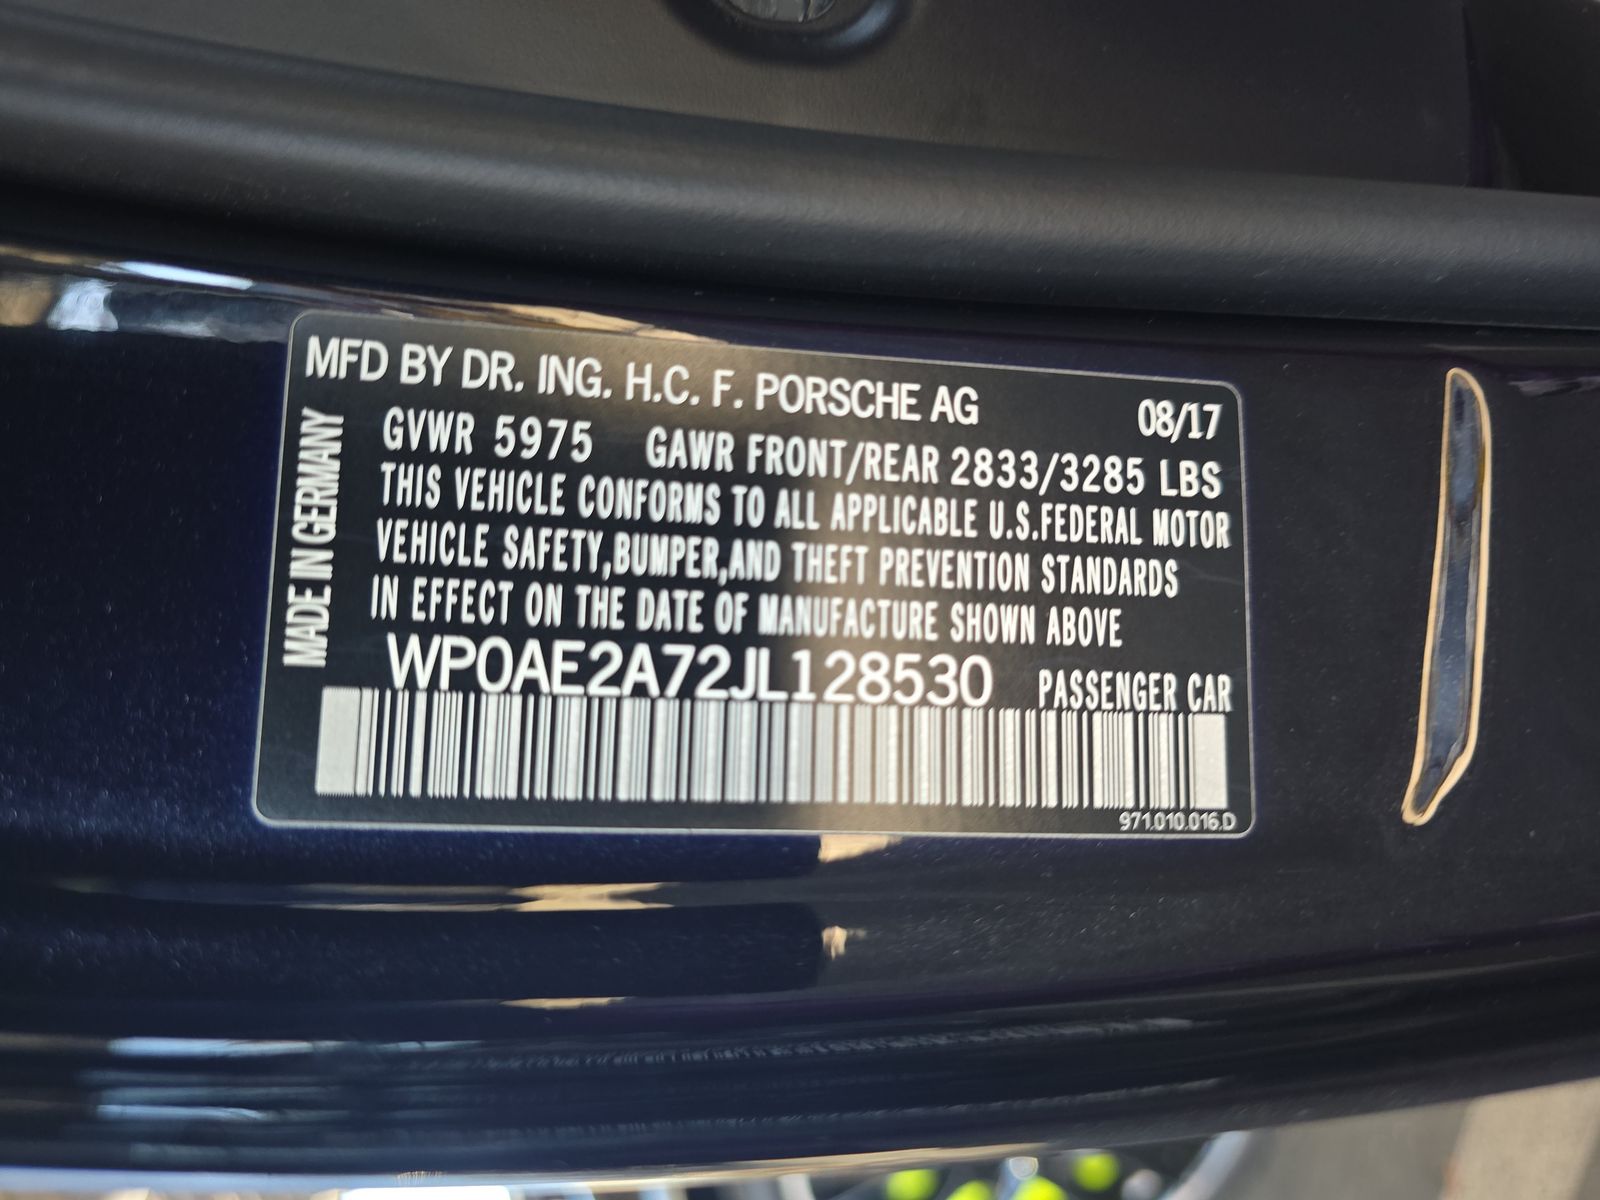 MFD BY DR. ING. H.C. F. PORSCHE AG 08/17
GVWR 5975 GAWR FRONT/REAR 2833/3285 LBS
THIS VEHICLE CONFORMS TO ALL APPLICABLE U.S.FEDERAL MOTOR
VEHICLE SAFETY,BUMPER,AND THEFT PREVENTION STANDARDS
IN EFFECT ON THE DATE OF MANUFACTURE SHOWN ABOVE
WP0AE2A72JL128530 PASSENGER CAR
971.010.016.D
MADE IN GERMANY